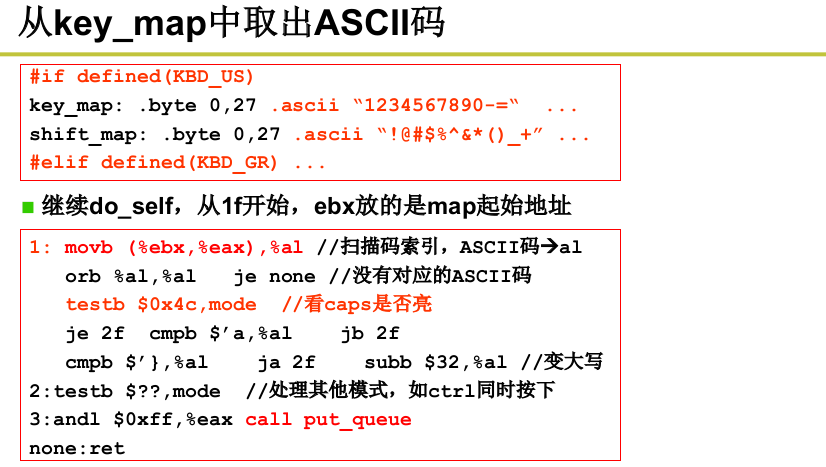 从key_map中取出ASCII码
#if defined(KBD_US)
key_map: .byte 0,27 .ascii “1234567890-=“ ...
shift_map: .byte 0,27 .ascii “!@#$%^&*()_+” ...
#elif defined(KBD_GR) ...
■ 继续do_self，从1f开始，ebx放的是map起始地址
1: movb (%ebx,%eax),%al //扫描码索引，ASCII码→al
orb %al,%al je none //没有对应的ASCII码
testb $0x4c,mode //看caps是否亮
je 2f cmpb $’a,%al jb 2f
cmpb $’},%al ja 2f subb $32,%al //变大写
2:testb $??,mode //处理其他模式，如ctrl同时按下
3:andl $0xff,%eax call put_queue
none:ret